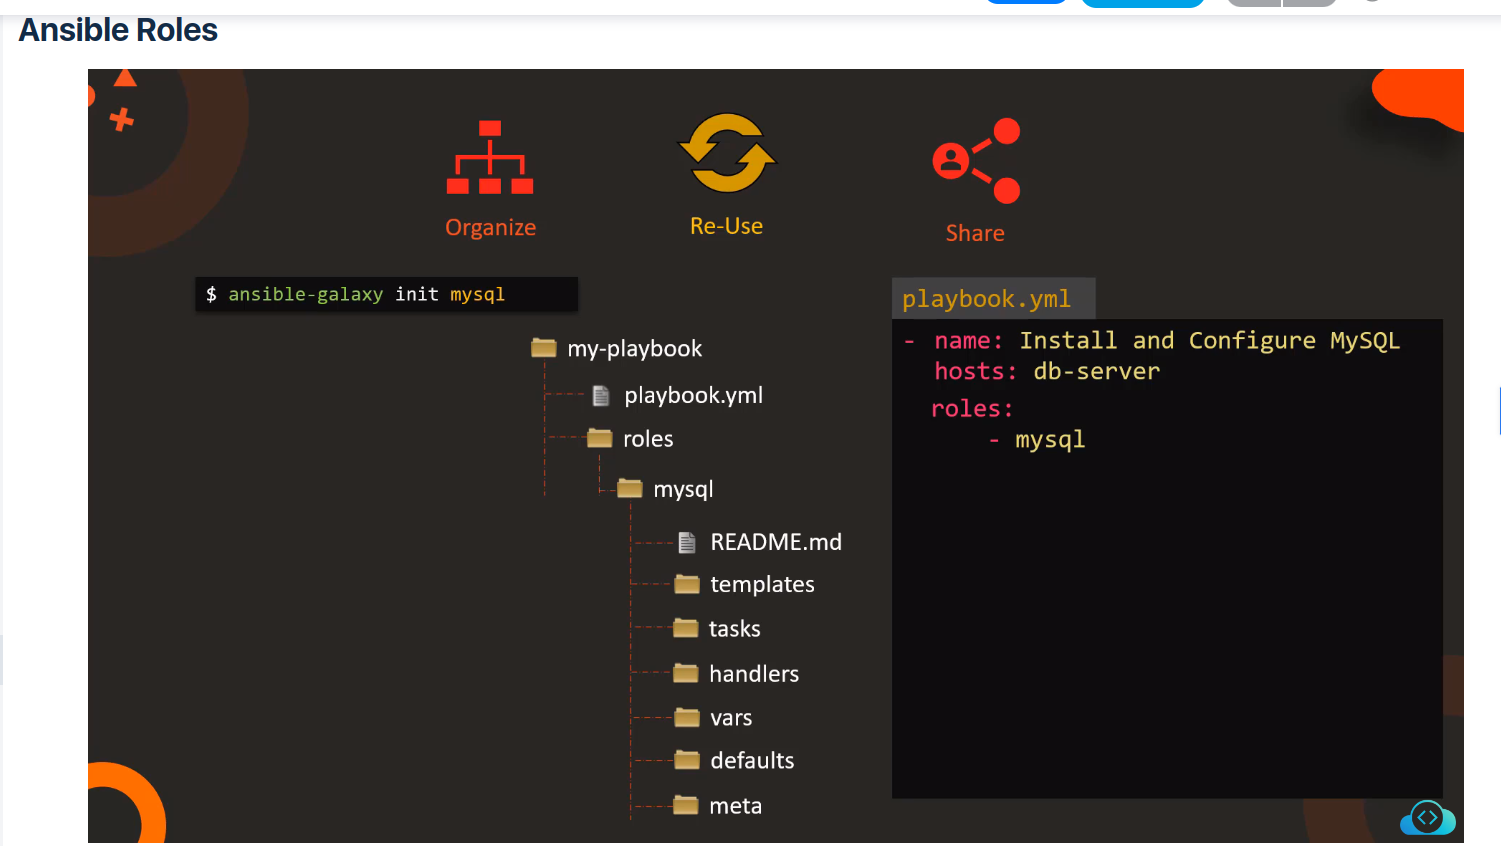 Ansible Roles
Organize
Re-Use
Share
$ ansible-galaxy init mysql
my-playbook
playbook.yml
roles
mysql
README.md
templates
tasks
handlers
vars
defaults
meta
playbook.yml
- name: Install and Configure MySQL
hosts: db-server
roles:
- mysql